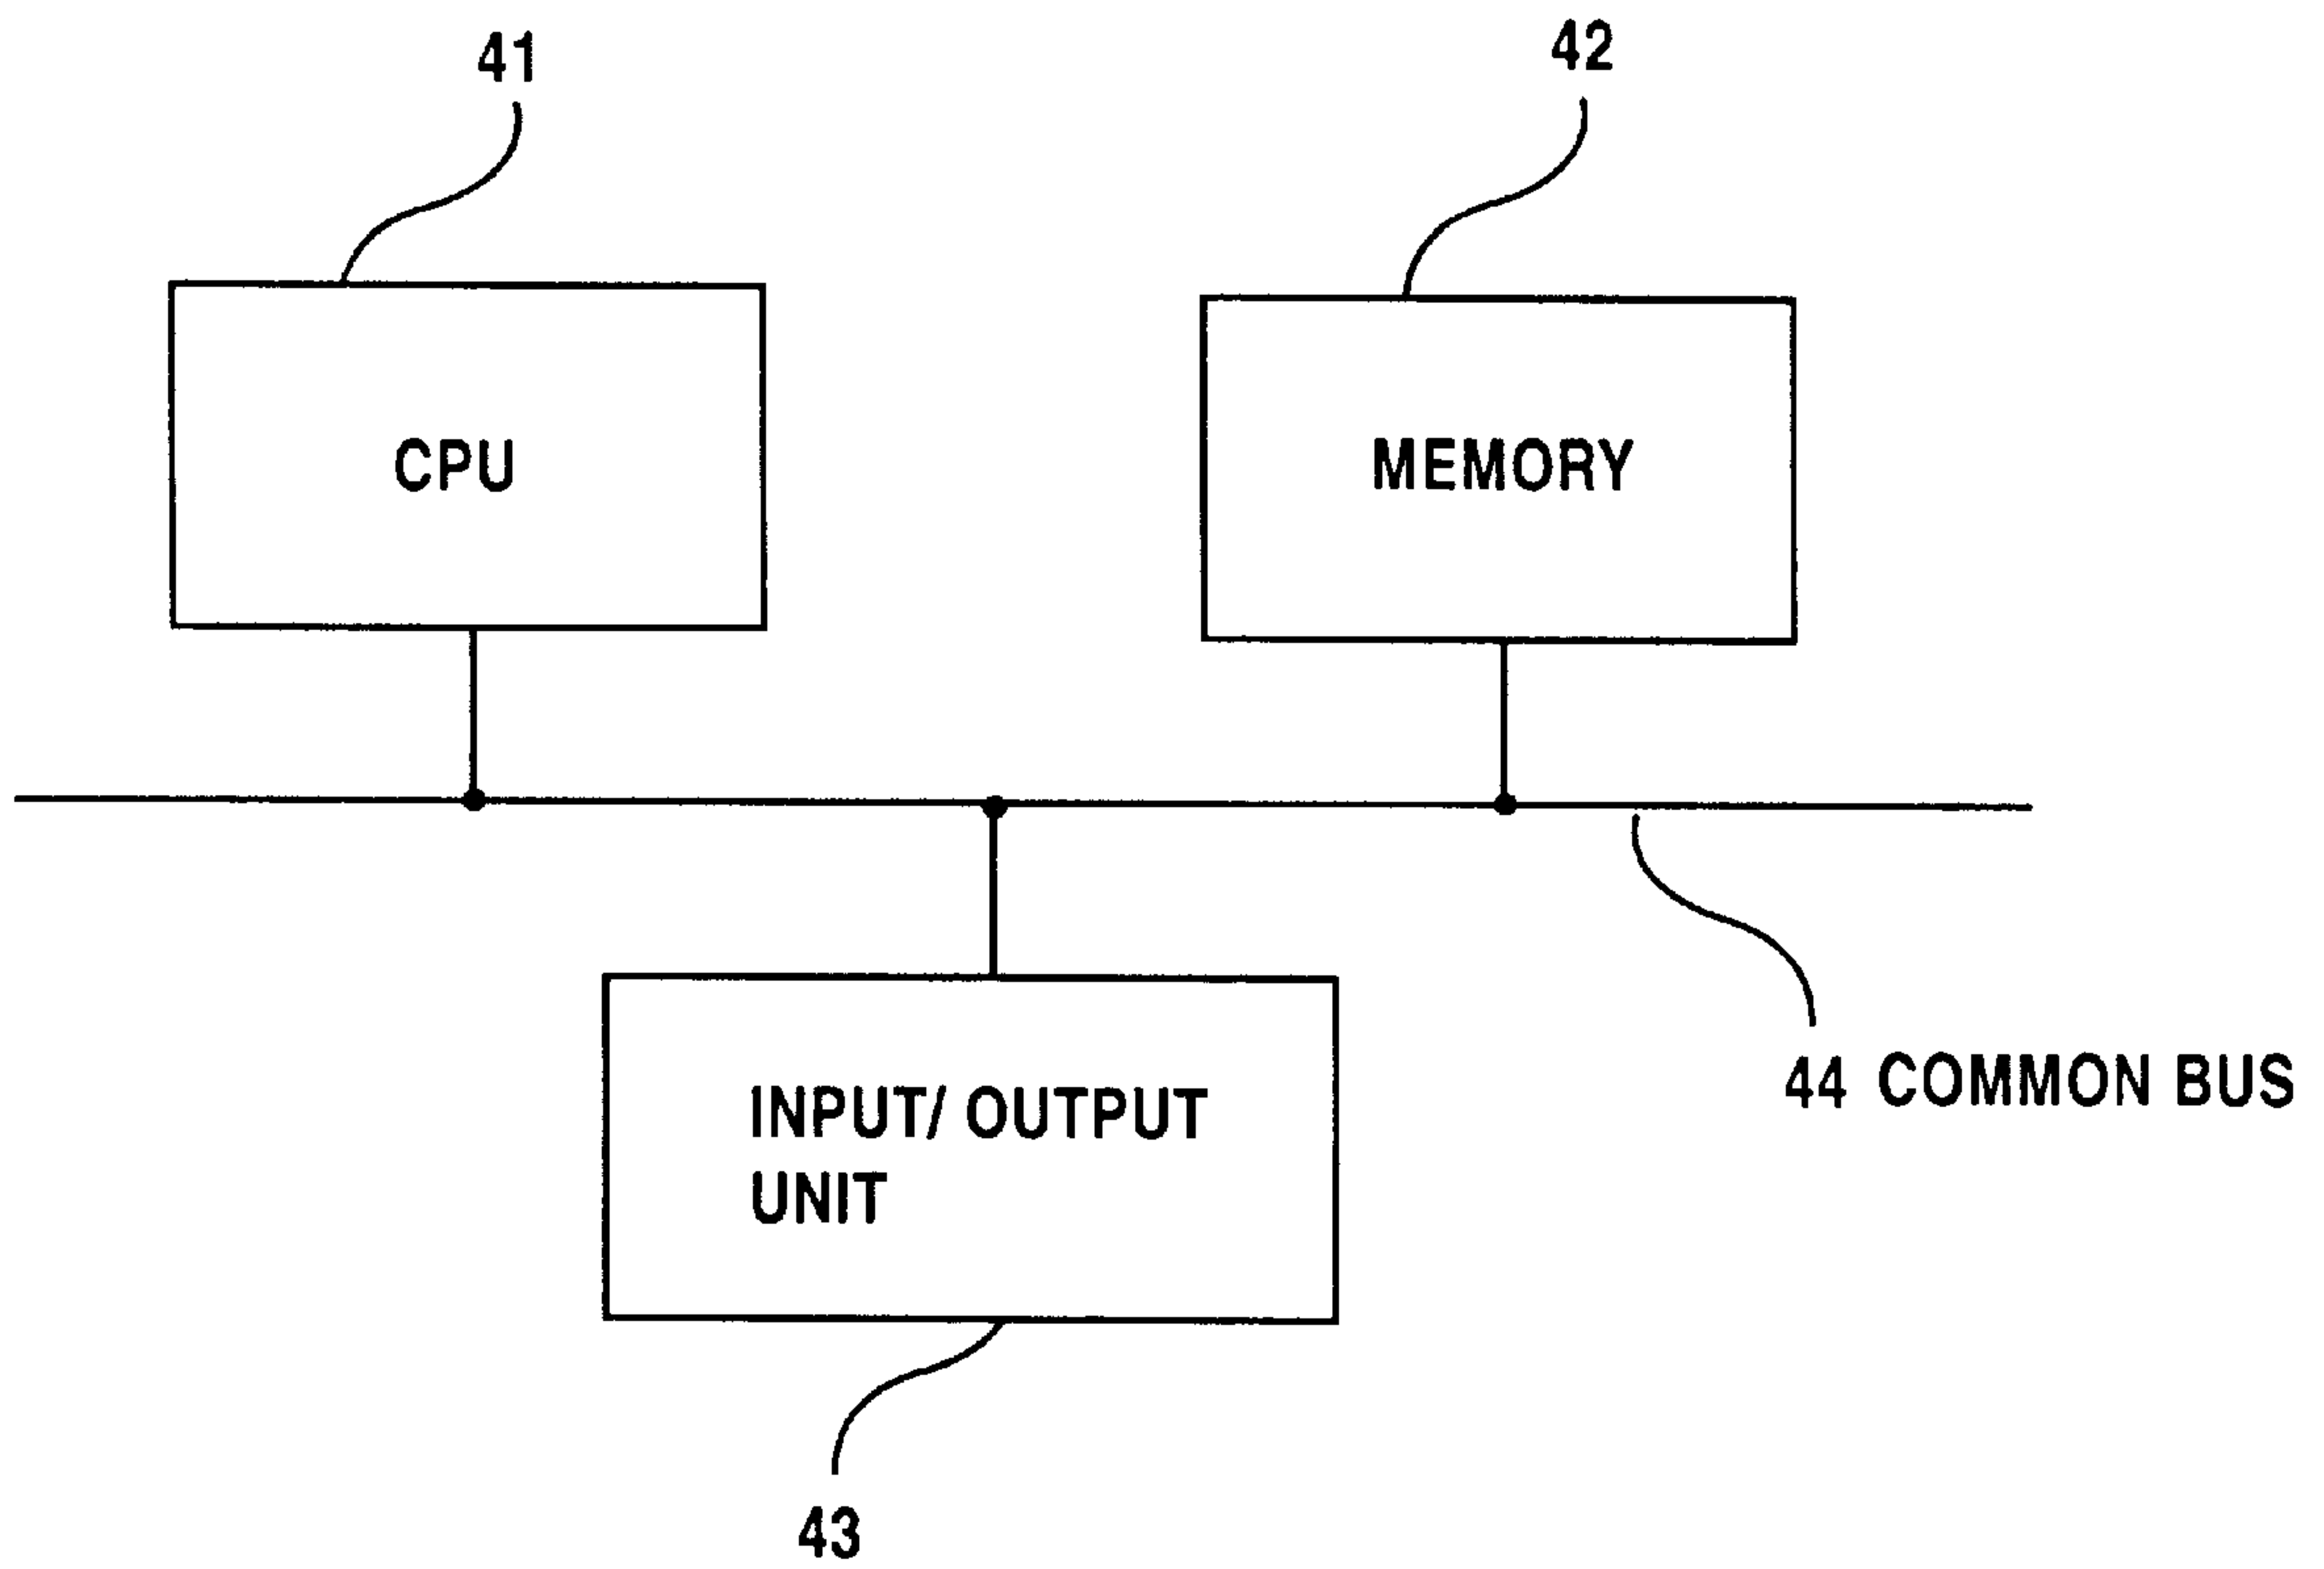 41
42
CPU
MEMORY
INPUT/ OUTPUT
UNIT
44 COMMON BUS
43